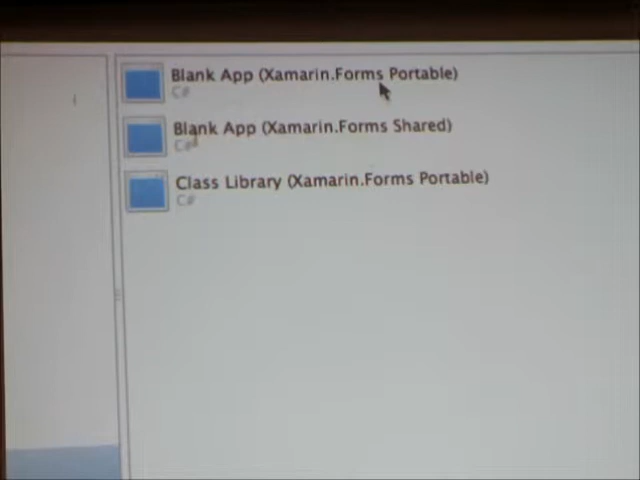 Blank App (Xamarin.Forms Portable)
C#
Blank App (Xamarin.Forms Shared)
C#
Class Library (Xamarin.Forms Portable)
C#